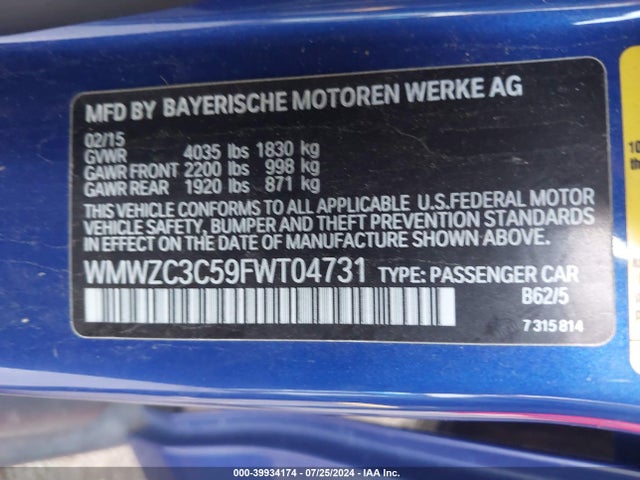 MFD BY BAYERISCHE MOTOREN WERKE AG
02/15
GVWR 4035 lbs 1830 kg
GAWR FRONT 2200 lbs 998 kg
GAWR REAR 1920 lbs 871 kg
THIS VEHICLE CONFORMS TO ALL APPLICABLE U.S.FEDERAL MOTOR
VEHICLE SAFETY, BUMPER AND THEFT PREVENTION STANDARDS
IN EFFECT ON THE DATE OF MANUFACTURE SHOWN ABOVE.
WMWZC3C59FWT04731 TYPE: PASSENGER CAR
B62/5
7 315 814
10
th
000-39934174 - 07/25/2024 - IAA Inc.